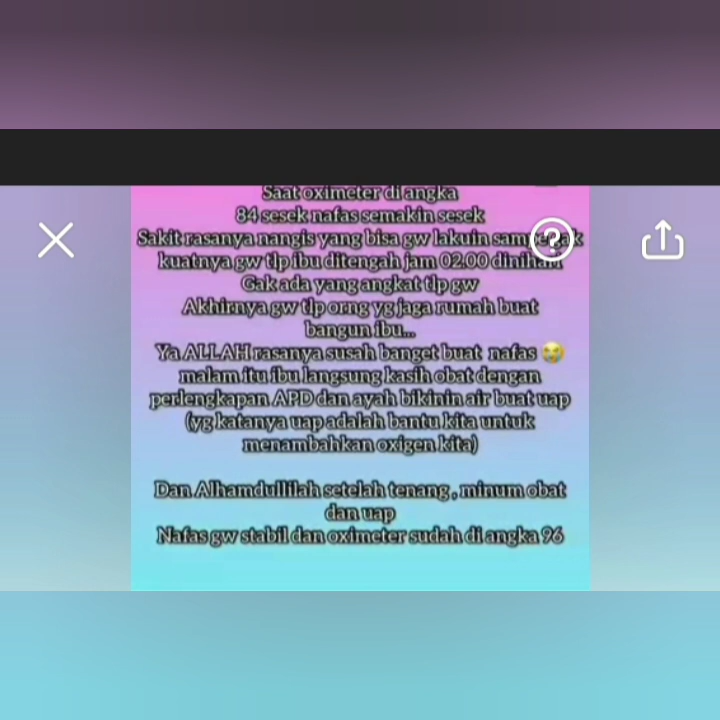 Saat oximeter di angka
84 sesek nafas semakin sesek
Sakit rasanya nangis yang bisa gw lakuin
kuatnya gw tlp ibu ditengah jam 02.00 dinihari
Gak ada yang angkat tlp gw
Akhirnya gw tlp orng yg jaga rumah buat
bangun ibu...
Ya ALLAH rasanya susah banget buat nafas 😭
malam itu ibu langsung kasih obat dengan
perlengkapan APD dan ayah bikinin air buat uap
(yg katanya uap adalah bantu kita untuk
menambahkan oxigen kita)
Dan Alhamdullilah setelah tenang , minum obat
dan uap
Nafas gw stabil dan oximeter sudah di angka 96